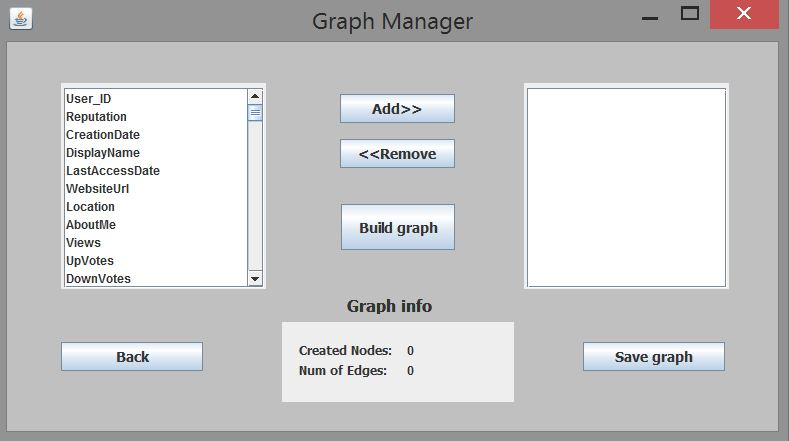 Graph Manager
User_ID
Reputation
CreationDate
DisplayName
LastAccessDate
WebsiteUrl
Location
AboutMe
Views
UpVotes
DownVotes
Add>>
<<Remove
Build graph
Graph info
Created Nodes: 0
Num of Edges: 0
Back
Save graph